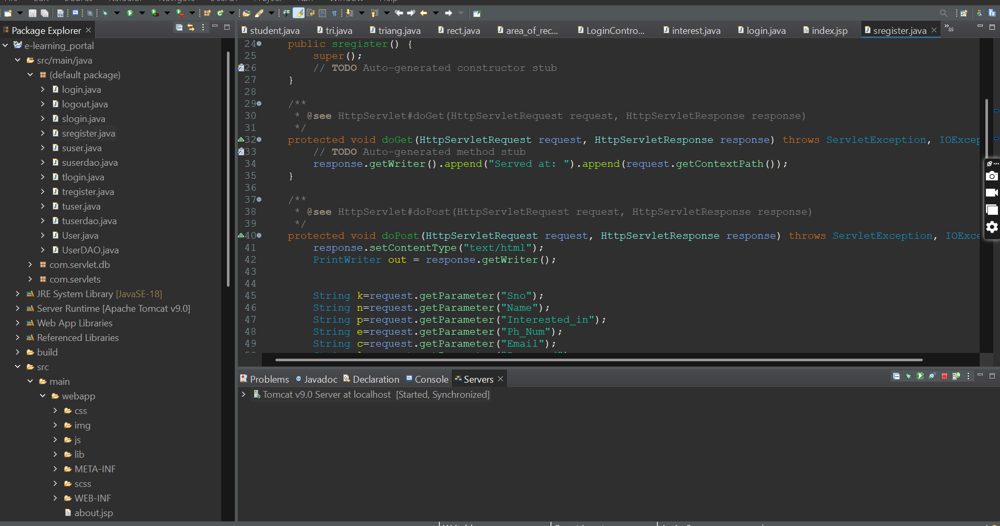 Package Explorer
e-learning_portal
src/main/java
(default package)
login.java
logout.java
slogin.java
sregister.java
suser.java
suserdao.java
tlogin.java
tregister.java
tuser.java
tuserdao.java
User.java
UserDAO.java
com.servlet.db
com.servlets
JRE System Library [JavaSE-18]
Server Runtime [Apache Tomcat v9.0]
Web App Libraries
Referenced Libraries
build
src
main
webapp
css
img
js
lib
META-INF
scss
WEB-INF
about.jsp
student.java tri.java triang.java rect.java area_of_rec... LoginContro... interest.java login.java index.jsp sregister.java 89
24 public sregister() {
25 super();
26 // TODO Auto-generated constructor stub
27 }
28
29 /**
30 * @see HttpServlet#doGet(HttpServletRequest request, HttpServletResponse response)
31 */
32 protected void doGet(HttpServletRequest request, HttpServletResponse response) throws ServletException, IOExcep
33 // TODO Auto-generated method stub
34 response.getWriter().append("Served at: ").append(request.getContextPath());
35 }
36
37 /**
38 * @see HttpServlet#doPost(HttpServletRequest request, HttpServletResponse response)
39 */
40 protected void doPost(HttpServletRequest request, HttpServletResponse response) throws ServletException, IOExce
41 response.setContentType("text/html");
42 PrintWriter out = response.getWriter();
43
44
45 String k=request.getParameter("Sno");
46 String n=request.getParameter("Name");
47 String p=request.getParameter("Interested_in");
48 String e=request.getParameter("Ph_Num");
49 String c=request.getParameter("Email");
Problems Javadoc Declaration Console Servers
Tomcat v9.0 Server at localhost [Started, Synchronized]